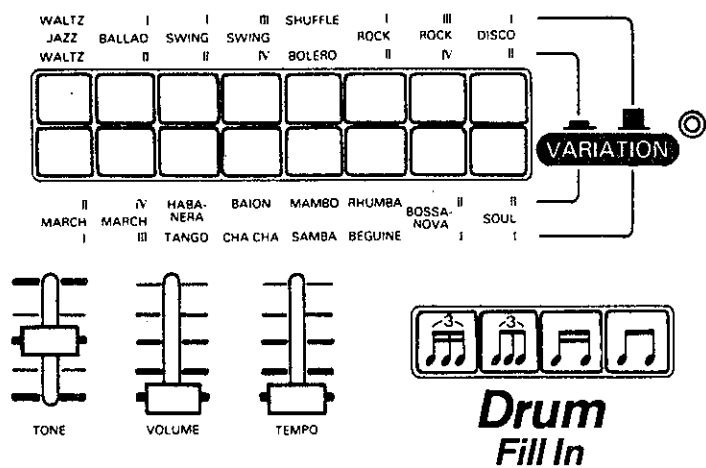 WALTZ I I III SHUFFLE I III I
JAZZ BALLAD SWING SWING ROCK ROCK DISCO
WALTZ II II IV BOLERO II IV II
VARIATION
II IV HABA- BAION MAMBO RHUMBA II II
MARCH MARCH NERA BOSSA- SOUL
NOVA
I III TANGO CHA CHA SAMBA BEGUINE I I
3 3
TONE VOLUME TEMPO
Drum
Fill In